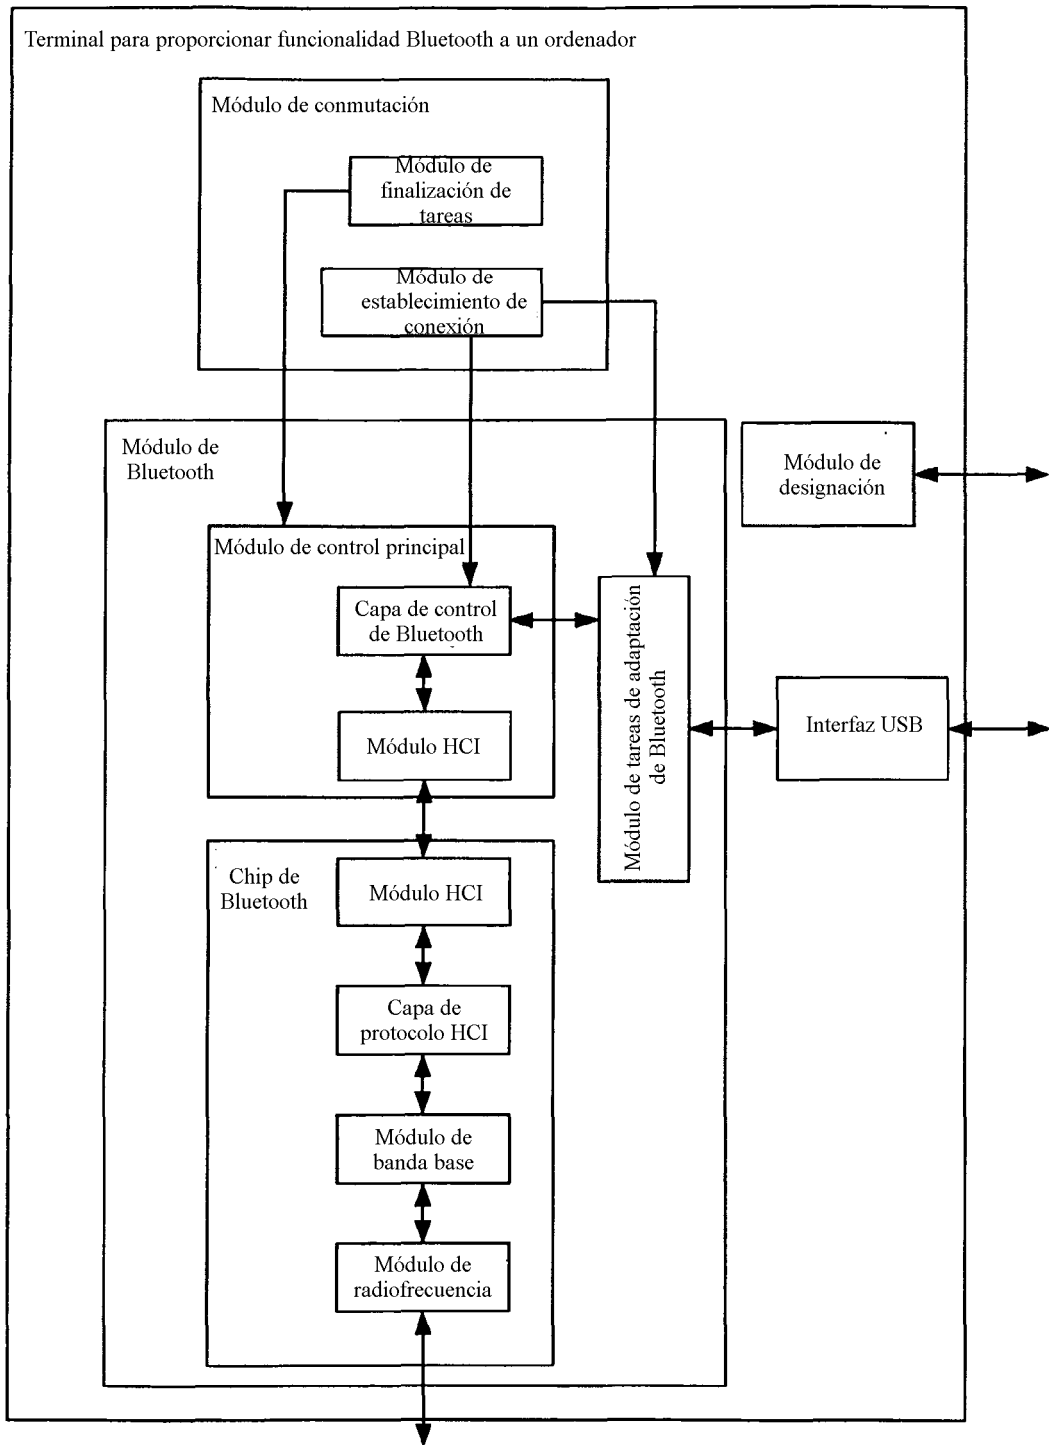 Terminal para proporcionar funcionalidad Bluetooth a un ordenador
Módulo de conmutación
Módulo de
finalización de
tareas
Módulo de
establecimiento de
conexión
Módulo de
Bluetooth
Módulo de
designación
Módulo de control principal
Capa de control
de Bluetooth
Módulo de tareas de adaptación
de Bluetooth
Interfaz USB
Módulo HCI
Chip de
Bluetooth
Módulo HCI
Capa de
protocolo HCI
Módulo de
banda base
Módulo de
radiofrecuencia